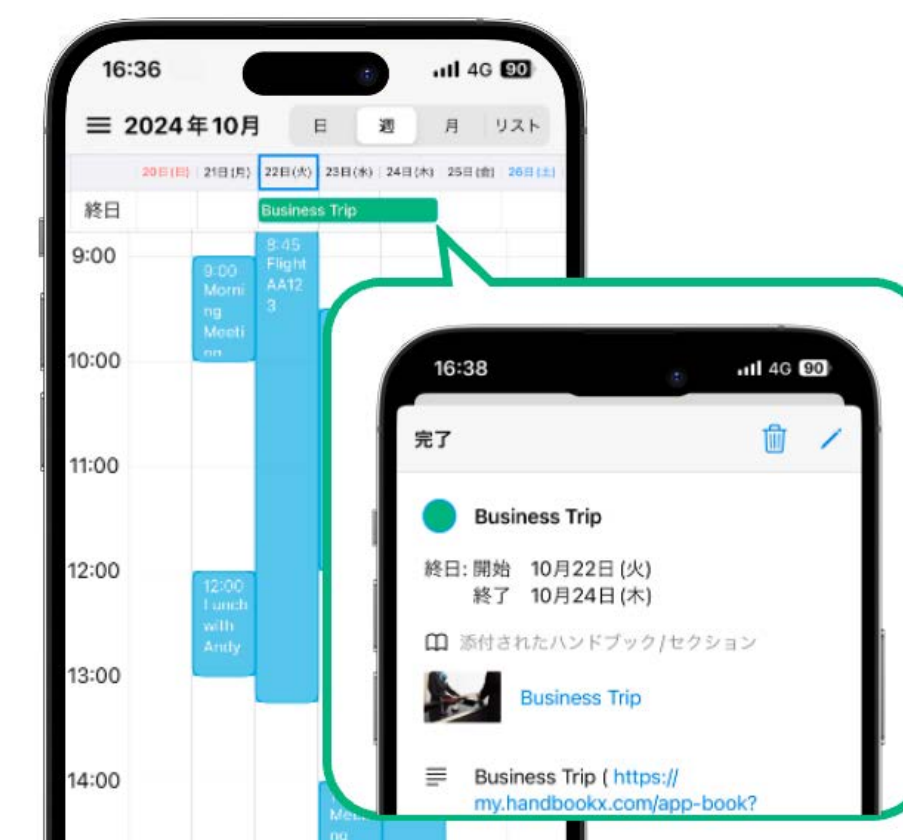 16:36
4G 90
2024年10月
日 週 月 リスト
20日(日) 21日(月) 22日(火) 23日(水) 24日(木) 25日(金) 26日(土)
終日
Business Trip
9:00
8:45
Flight
AA12
3
9:00
Morni
ng
Meeti
ng
10:00
11:00
12:00
12:00
Lunch
with
Andy
13:00
14:00
16:38
4G 90
完了
Business Trip
終日: 開始 10月22日(火)
終了 10月24日(木)
添付されたハンドブック/セクション
Business Trip
Business Trip ( https://
my.handbookx.com/app-book?